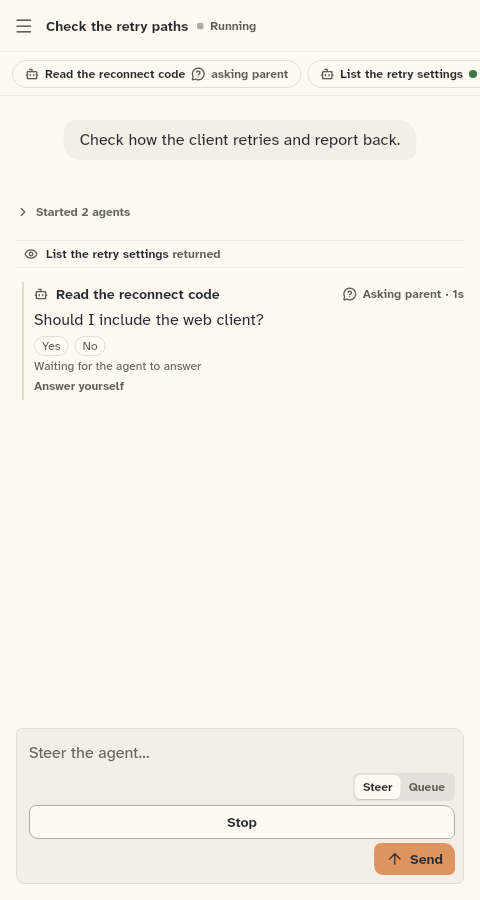 Check the retry paths Running
Read the reconnect code asking parent List the retry settings
Check how the client retries and report back.
Started 2 agents
List the retry settings returned
Read the reconnect code Asking parent · 1s
Should I include the web client?
Yes No
Waiting for the agent to answer
Answer yourself
Steer the agent...
Steer Queue
Stop
Send